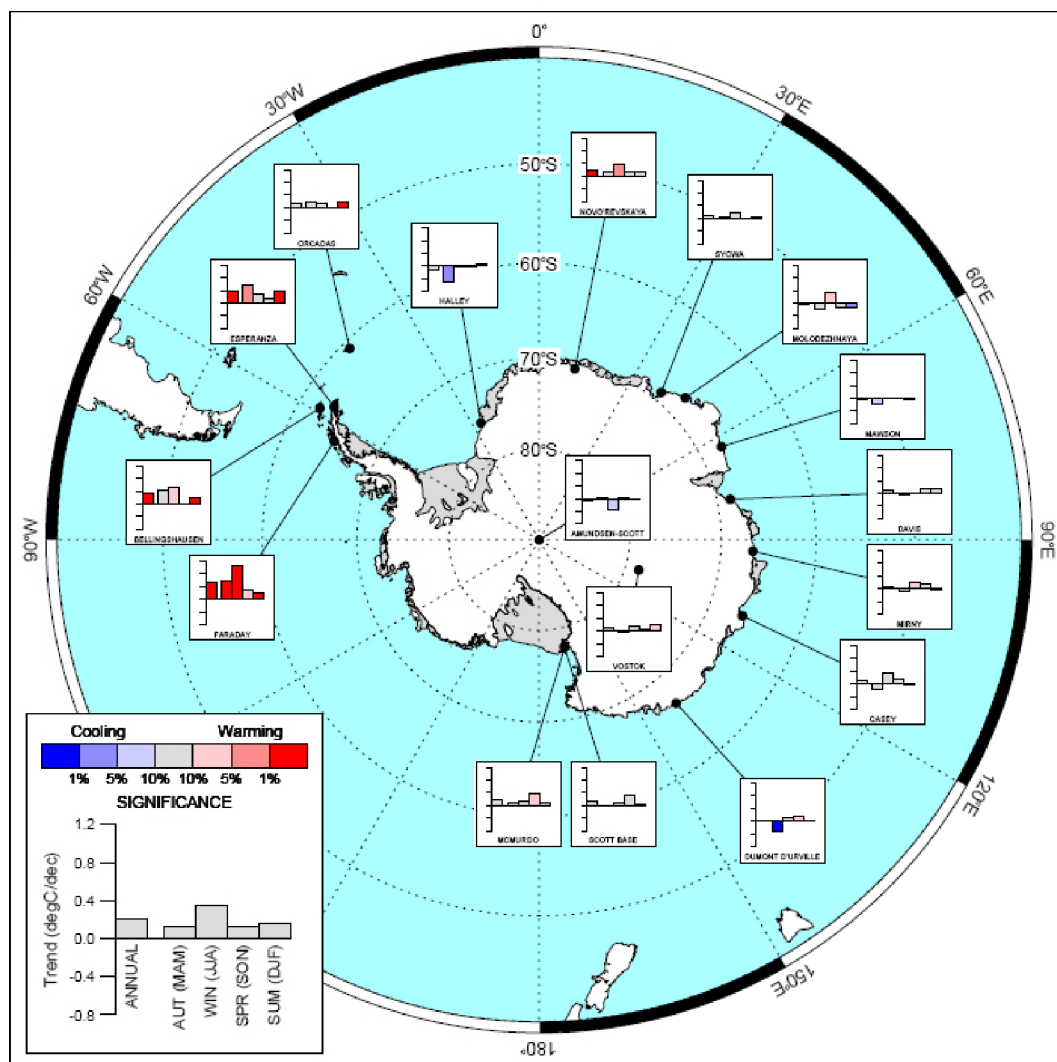 0°
30°W
30°E
50°S
NOVO'REVSKAYA
ORCADAS
SYOWA
60°W
60°S
60°E
HALLEY
ESPERANZA
MOLODEZHNAYA
70°S
MAWSON
80°S
BELLINGSHAUSEN
AMUNDSEN-SCOTT
DAVIS
90°W
90°E
FARADAY
VOSTOK
MIRNY
CASEY
120°E
MCMURDO
SCOTT BASE
DUMONT D'URVILLE
150°E
180°
Cooling Warming
1% 5% 10% 10% 5% 1%
SIGNIFICANCE
Trend (degC/dec)
1.2
0.8
0.4
0.0
-0.4
-0.8
ANNUAL
AUT (MAM)
WIN (JJA)
SPR (SON)
SUM (DJF)